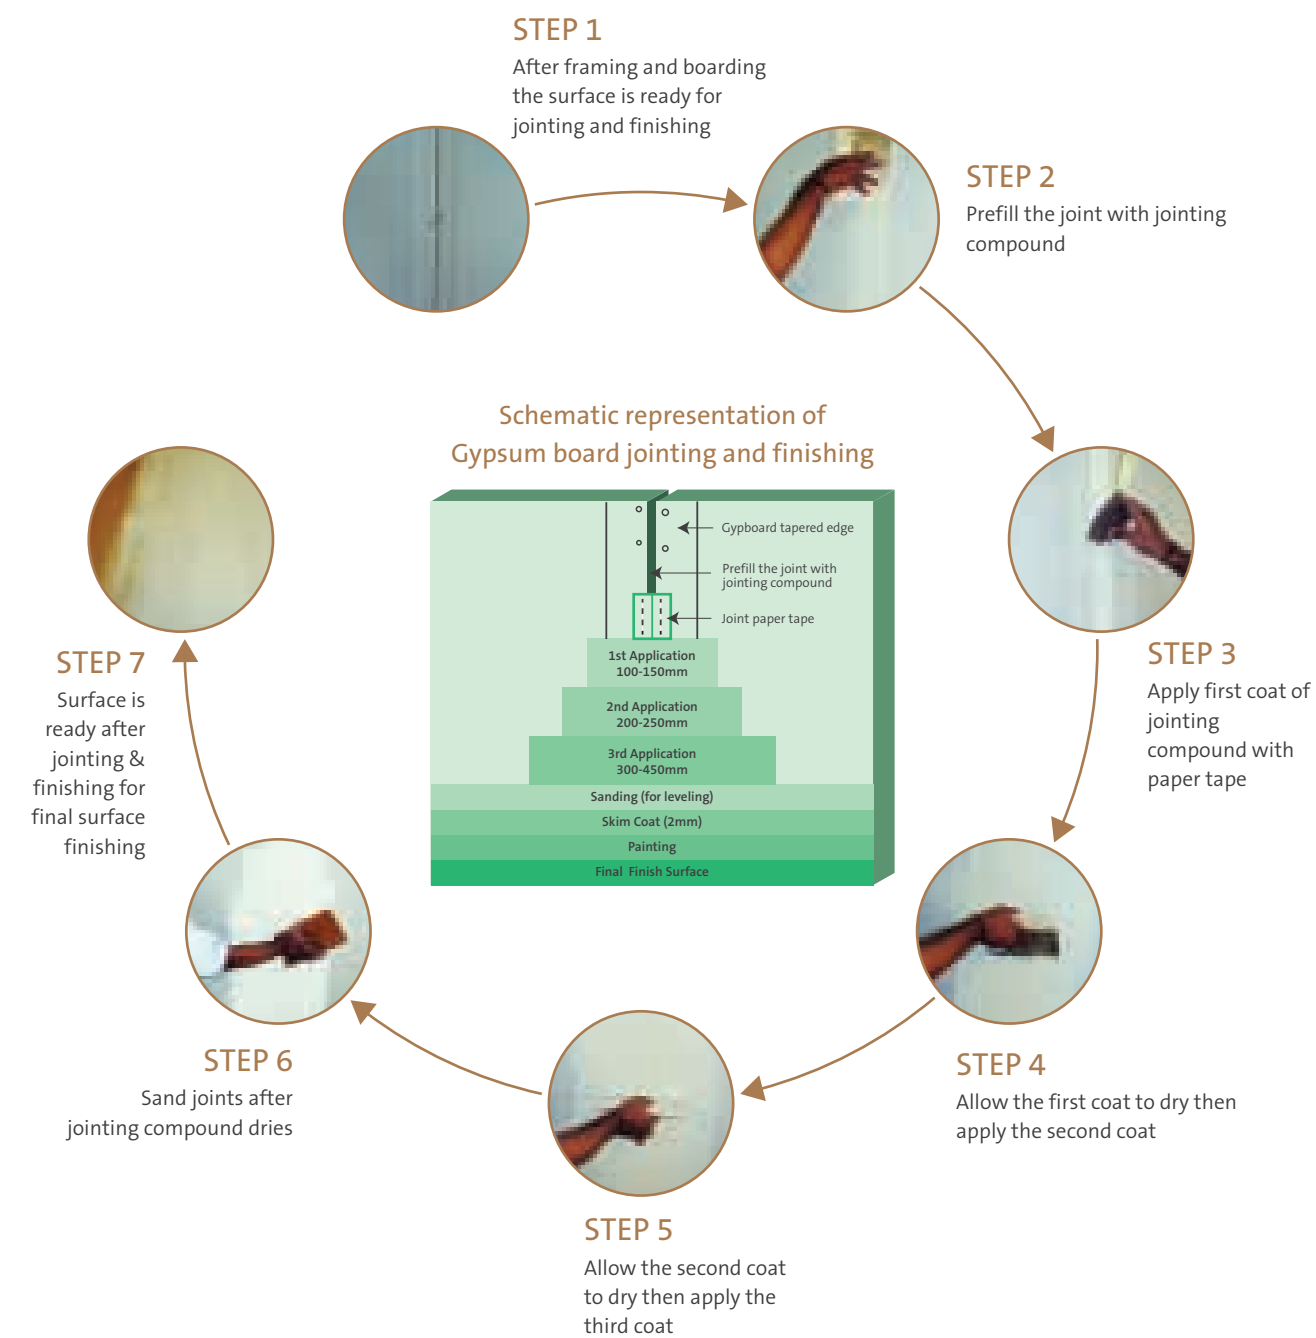 STEP 1
After framing and boarding
the surface is ready for
jointing and finishing
STEP 2
Prefill the joint with jointing
compound
STEP 3
Apply first coat of
jointing
compound with
paper tape
STEP 4
Allow the first coat to dry then
apply the second coat
STEP 5
Allow the second coat
to dry then apply the
third coat
STEP 6
Sand joints after
jointing compound dries
STEP 7
Surface is
ready after
jointing &
finishing for
final surface
finishing
Schematic representation of
Gypsum board jointing and finishing
Gypboard tapered edge
Prefill the joint with
jointing compound
Joint paper tape
1st Application
100-150mm
2nd Application
200-250mm
3rd Application
300-450mm
Sanding (for leveling)
Skim Coat (2mm)
Painting
Final Finish Surface